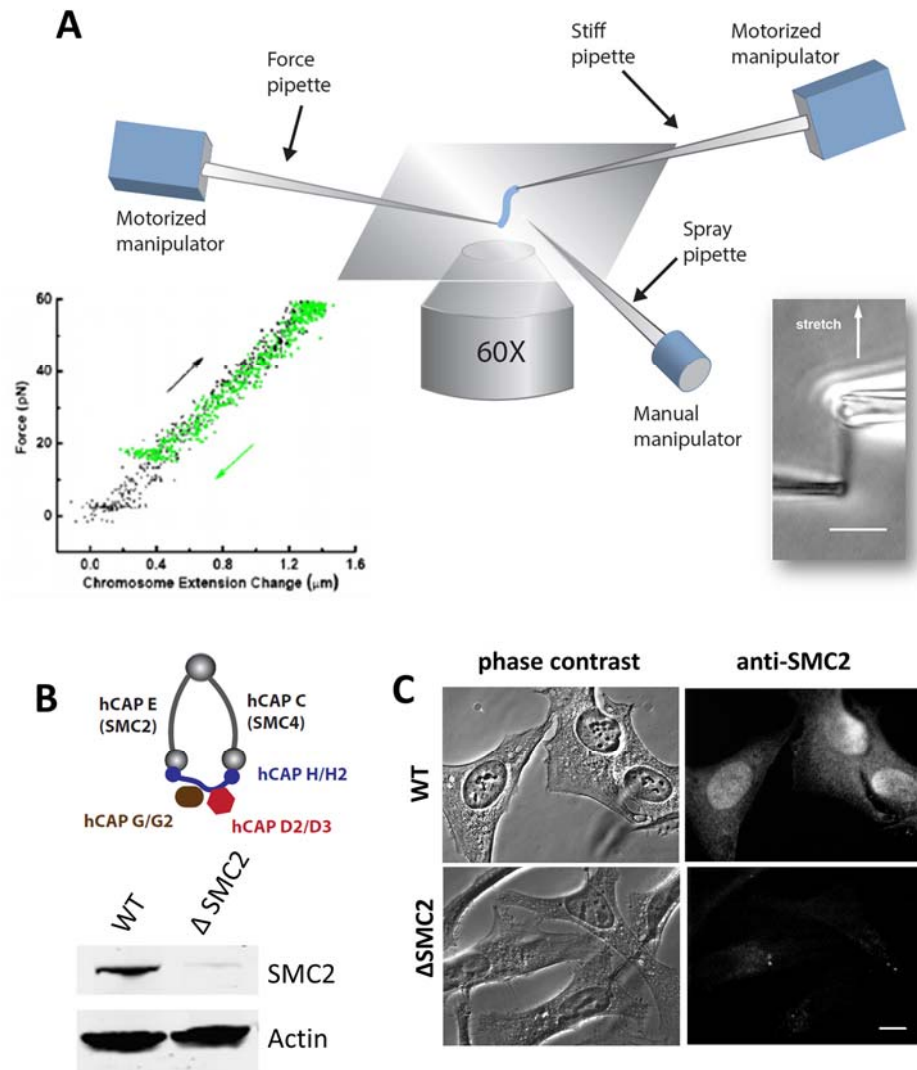 A
Force
pipette
Stiff
pipette
Motorized
manipulator
Motorized
manipulator
Spray
pipette
60X
Manual
manipulator
stretch
60
40
20
0
Force (pN)
0.0 0.4 0.8 1.2 1.6
Chromosome Extension Change (μm)
B
hCAP E
(SMC2)
hCAP C
(SMC4)
hCAP H/H2
hCAP G/G2
hCAP D2/D3
WT
Δ SMC2
SMC2
Actin
C
phase contrast
anti-SMC2
WT
ΔSMC2